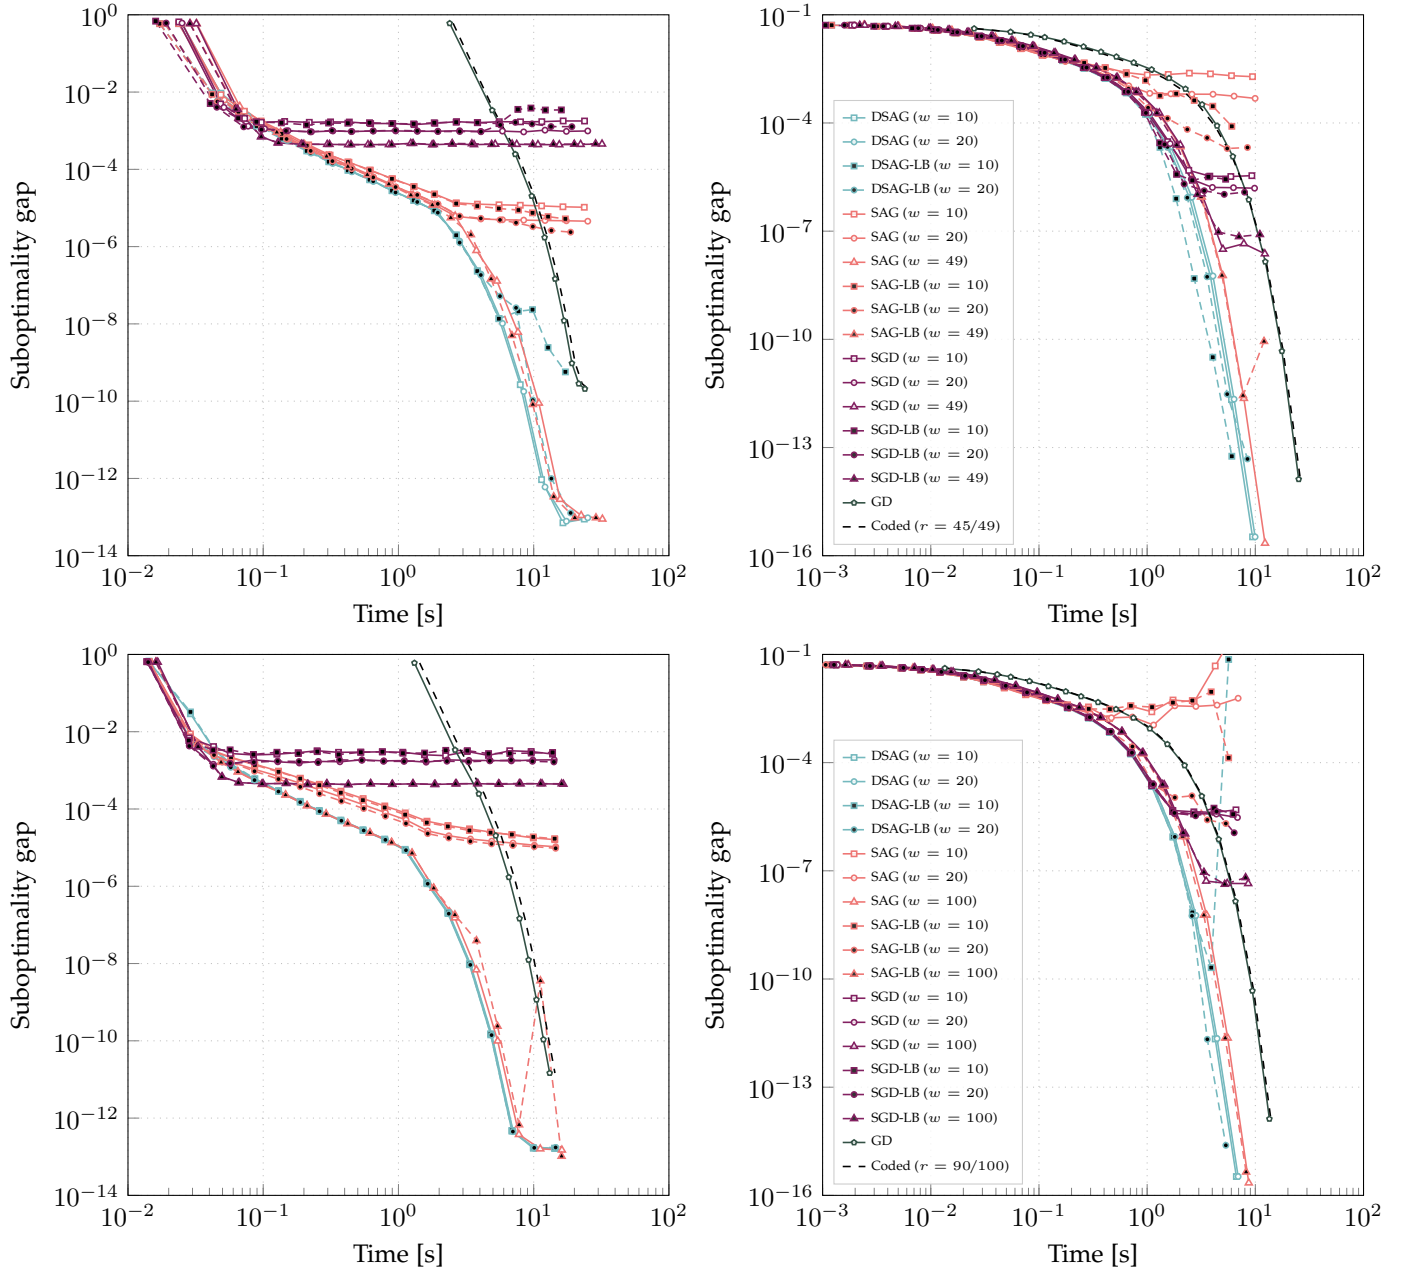 10^0
10^−2
10^−4
10^−6
10^−8
10^−10
10^−12
10^−14
Suboptimality gap
10^−2
10^−1
10^0
10^1
10^2
Time [s]
10^−1
10^−4
10^−7
10^−10
10^−13
10^−16
Suboptimality gap
DSAG (w = 10)
DSAG (w = 20)
DSAG-LB (w = 10)
DSAG-LB (w = 20)
SAG (w = 10)
SAG (w = 20)
SAG (w = 49)
SAG-LB (w = 10)
SAG-LB (w = 20)
SAG-LB (w = 49)
SGD (w = 10)
SGD (w = 20)
SGD (w = 49)
SGD-LB (w = 10)
SGD-LB (w = 20)
SGD-LB (w = 49)
GD
Coded (r = 45/49)
10^−3
10^−2
10^−1
10^0
10^1
10^2
Time [s]
10^0
10^−2
10^−4
10^−6
10^−8
10^−10
10^−12
10^−14
Suboptimality gap
10^−2
10^−1
10^0
10^1
10^2
Time [s]
10^−1
10^−4
10^−7
10^−10
10^−13
10^−16
Suboptimality gap
DSAG (w = 10)
DSAG (w = 20)
DSAG-LB (w = 10)
DSAG-LB (w = 20)
SAG (w = 10)
SAG (w = 20)
SAG (w = 100)
SAG-LB (w = 10)
SAG-LB (w = 20)
SAG-LB (w = 100)
SGD (w = 10)
SGD (w = 20)
SGD (w = 100)
SGD-LB (w = 10)
SGD-LB (w = 20)
SGD-LB (w = 100)
GD
Coded (r = 90/100)
10^−3
10^−2
10^−1
10^0
10^1
10^2
Time [s]